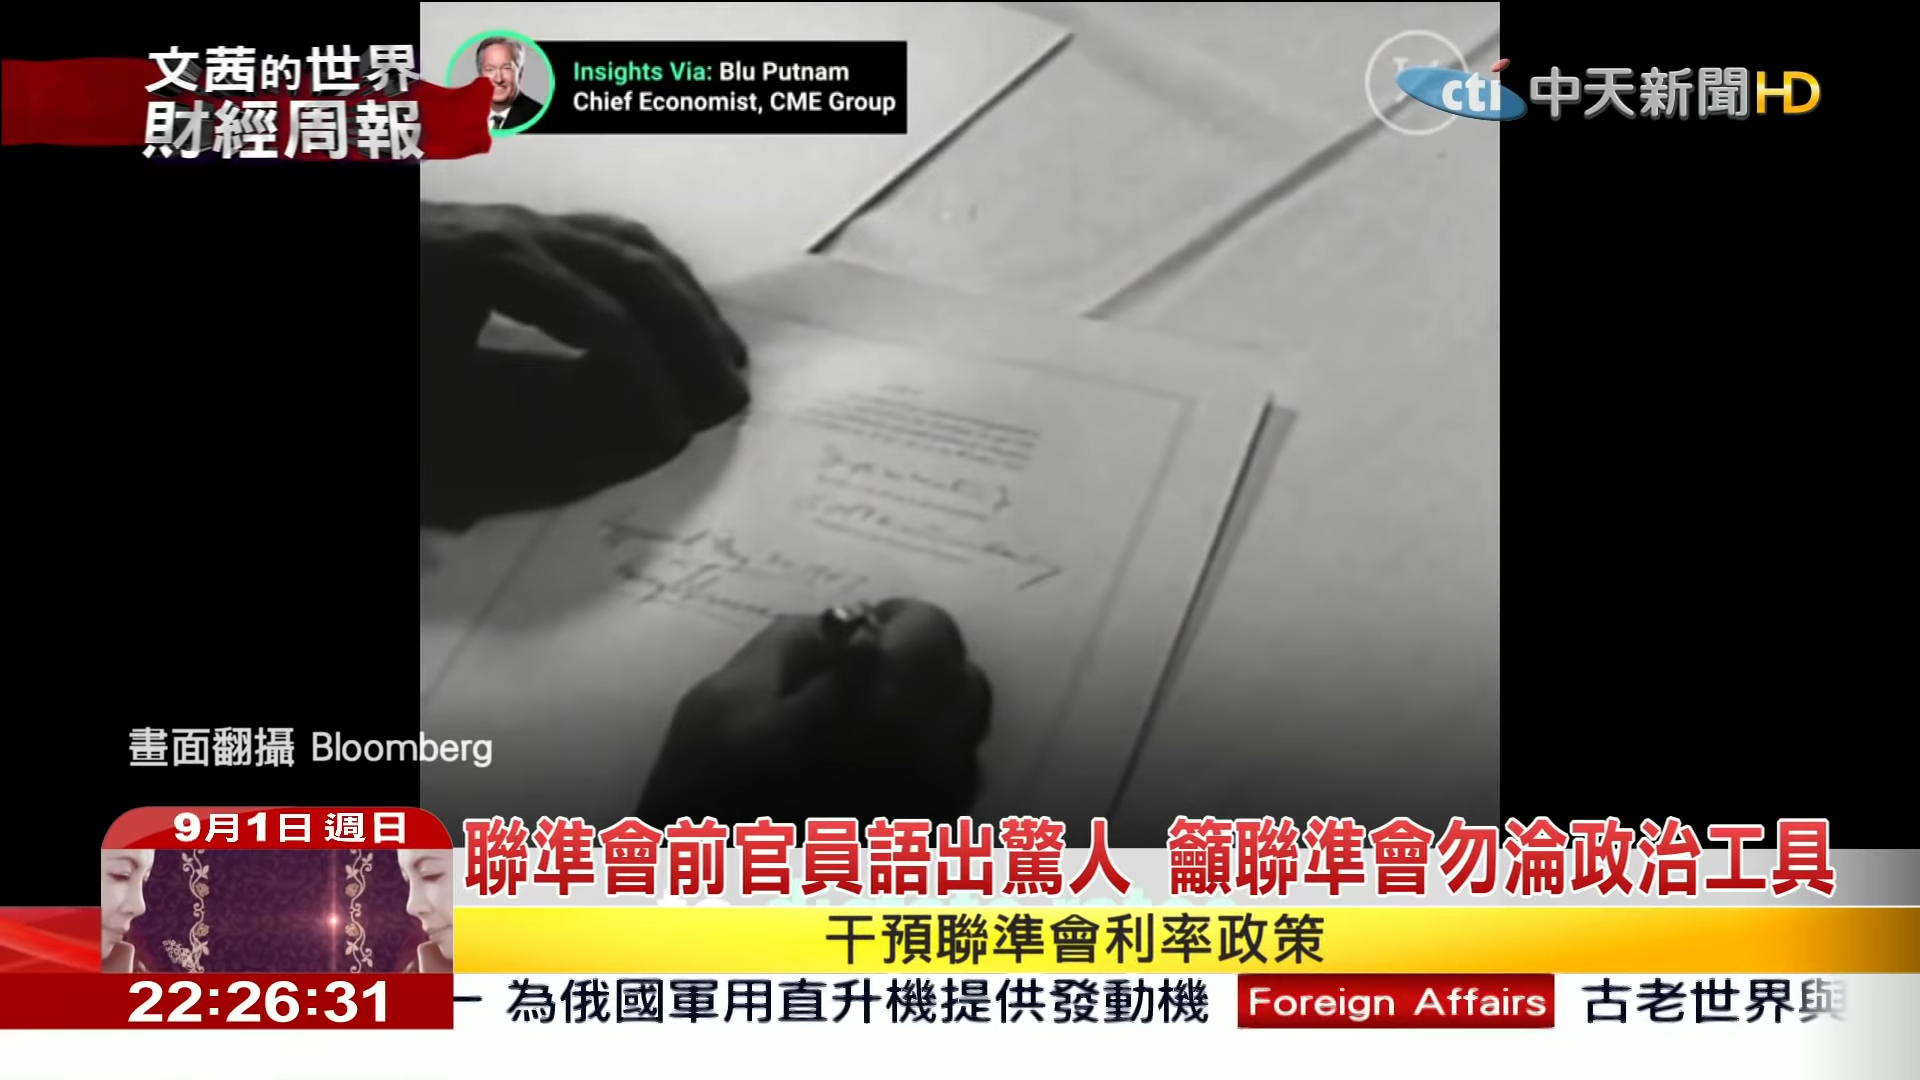 文茜的世界
財經周報
Insights Via: Blu Putnam
Chief Economist, CME Group
cti 中天新聞HD
畫面翻攝 Bloomberg
9月1日 週日
聯準會前官員語出驚人 籲聯準會勿淪政治工具
干預聯準會利率政策
22:26:31
為俄國軍用直升機提供發動機 Foreign Affairs 古老世界與